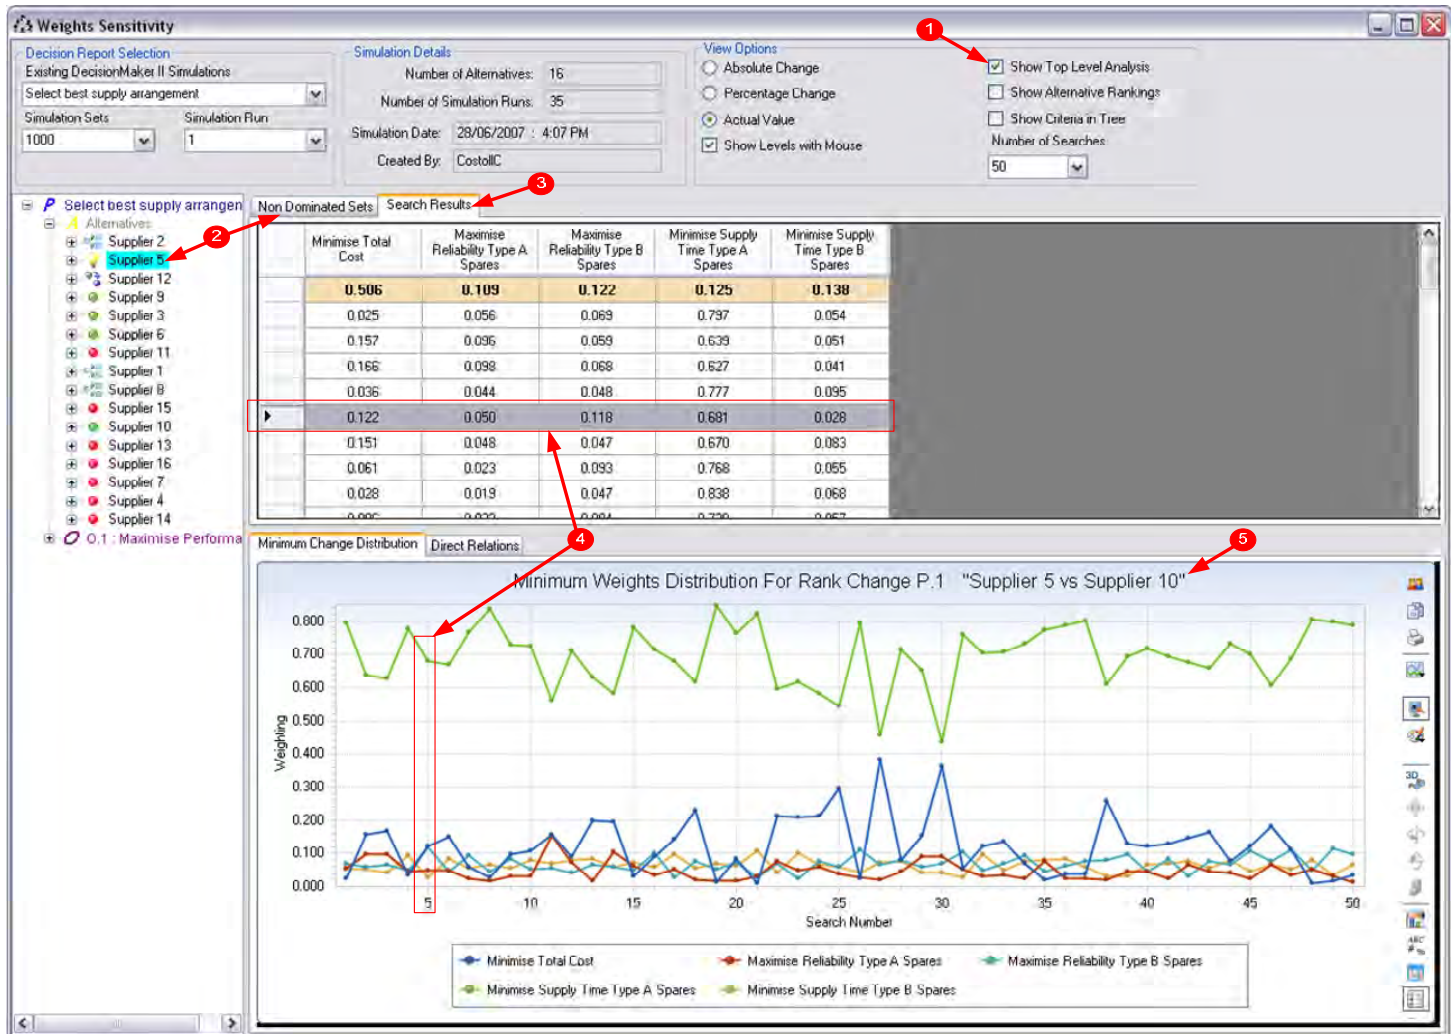 Weights Sensitivity
1
Decision Report Selection
Existing DecisionMaker II Simulations
Select best supply arrangement
Simulation Sets Simulation Run
1000 1
Simulation Details
Number of Alternatives: 16
Number of Simulation Runs: 35
Simulation Date: 28/06/2007 : 4:07 PM
Created By: CostollC
View Options
Absolute Change
Percentage Change
Actual Value
Show Levels with Mouse
Show Top Level Analysis
Show Alternative Rankings
Show Criteria in Tree
Number of Searches
50
P Select best supply arrangen
A Alternatives
Supplier 2
Supplier 5
Supplier 12
Supplier 9
Supplier 3
Supplier 6
Supplier 11
Supplier 1
Supplier 8
Supplier 15
Supplier 10
Supplier 13
Supplier 16
Supplier 7
Supplier 4
Supplier 14
O.1 : Maximise Performa
2
3
Non Dominated Sets Search Results
Minimise Total Cost Maximise Reliability Type A Spares Maximise Reliability Type B Spares Minimise Supply Time Type A Spares Minimise Supply Time Type B Spares
0.506 0.109 0.122 0.125 0.138
0.025 0.056 0.069 0.797 0.054
0.157 0.096 0.059 0.639 0.051
0.166 0.098 0.068 0.627 0.041
0.036 0.044 0.048 0.777 0.095
0.122 0.050 0.118 0.681 0.028
0.151 0.048 0.047 0.670 0.083
0.061 0.023 0.093 0.768 0.055
0.028 0.019 0.047 0.838 0.068
4
5
Minimum Change Distribution Direct Relations
Minimum Weights Distribution For Rank Change P.1 "Supplier 5 vs Supplier 10"
Weighting
0.800
0.700
0.600
0.500
0.400
0.300
0.200
0.100
0.000
5 10 15 20 25 30 35 40 45 50
Search Number
Minimise Total Cost Maximise Reliability Type A Spares Maximise Reliability Type B Spares
Minimise Supply Time Type A Spares Minimise Supply Time Type B Spares
3D
ABC